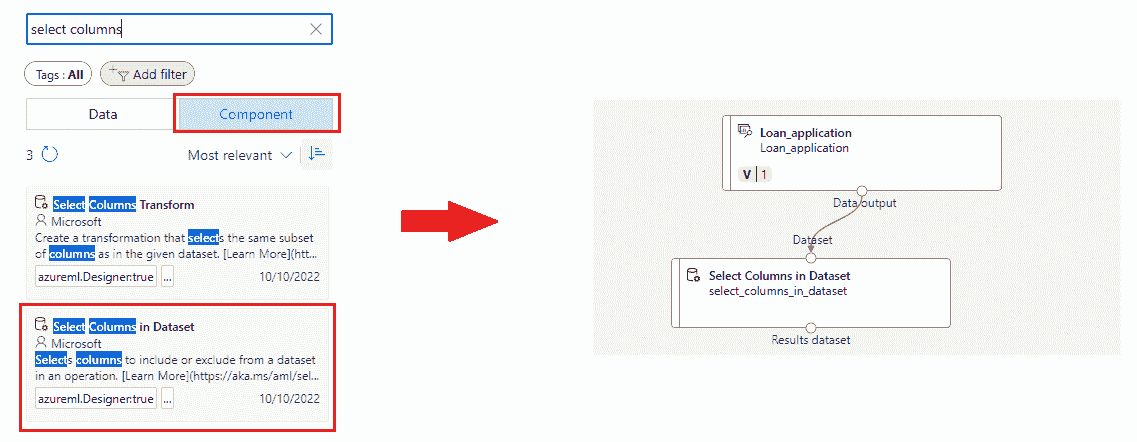 select columns
Tags : All
Add filter
Data
Component
3
Most relevant
Select Columns Transform
Microsoft
Create a transformation that selects the same subset
of columns as in the given dataset. [Learn More](htt...
azureml.Designer:true
...
10/10/2022
Select Columns in Dataset
Microsoft
Selects columns to include or exclude from a dataset
in an operation. [Learn More](https://aka.ms/aml/sel...
azureml.Designer:true
...
10/10/2022
Loan_application
Loan_application
V 1
Data output
Dataset
Select Columns in Dataset
select_columns_in_dataset
Results dataset